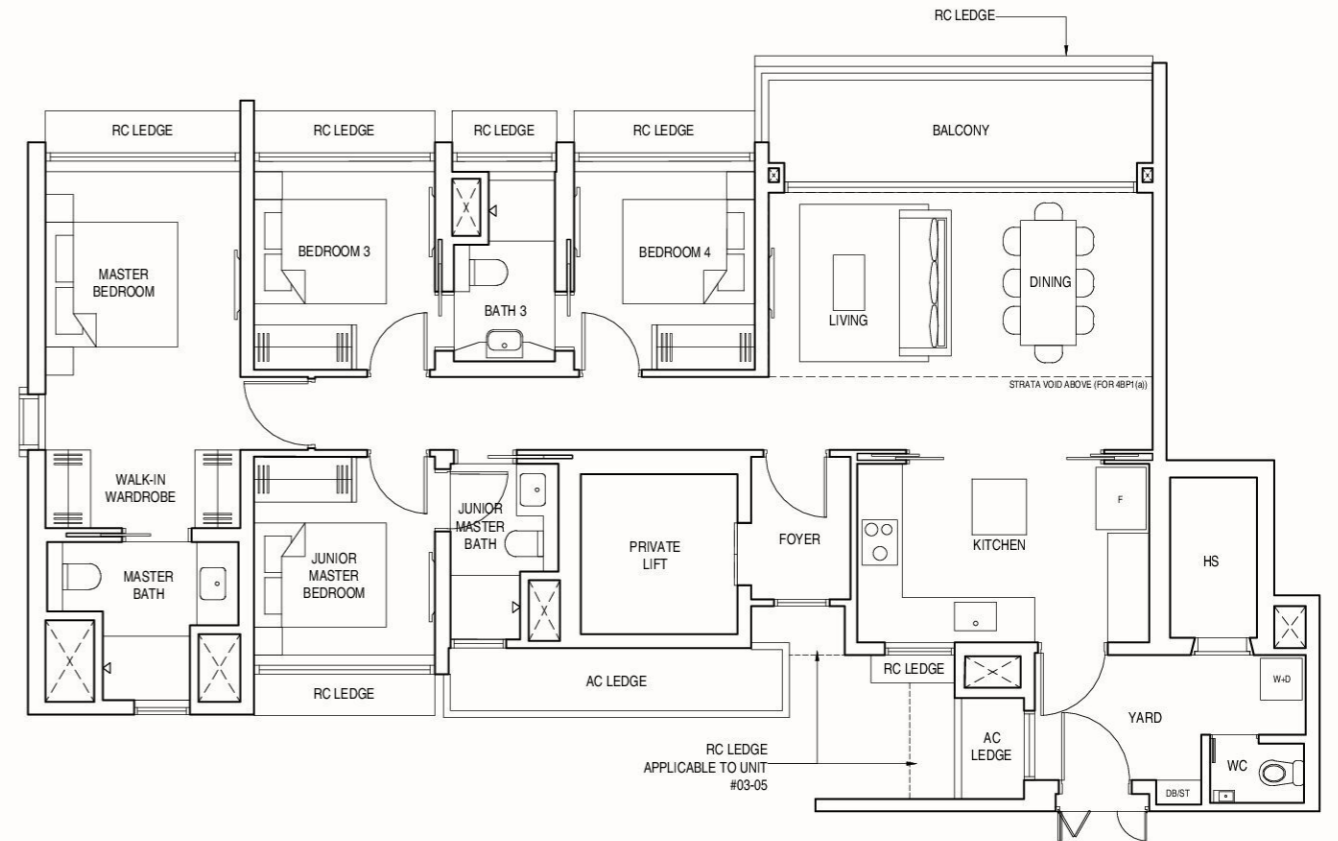 RC LEDGE
RC LEDGE
RC LEDGE
RC LEDGE
RC LEDGE
BALCONY
MASTER
BEDROOM
BEDROOM 3
BATH 3
BEDROOM 4
LIVING
DINING
STRATA VOID ABOVE (FOR 4BP1(a))
WALK-IN
WARDROBE
JUNIOR
MASTER
BATH
PRIVATE
LIFT
FOYER
KITCHEN
F
HS
MASTER
BATH
JUNIOR
MASTER
BEDROOM
RC LEDGE
AC LEDGE
RC LEDGE
W+D
YARD
AC
LEDGE
WC
DB/ST
RC LEDGE
APPLICABLE TO UNIT
#03-05